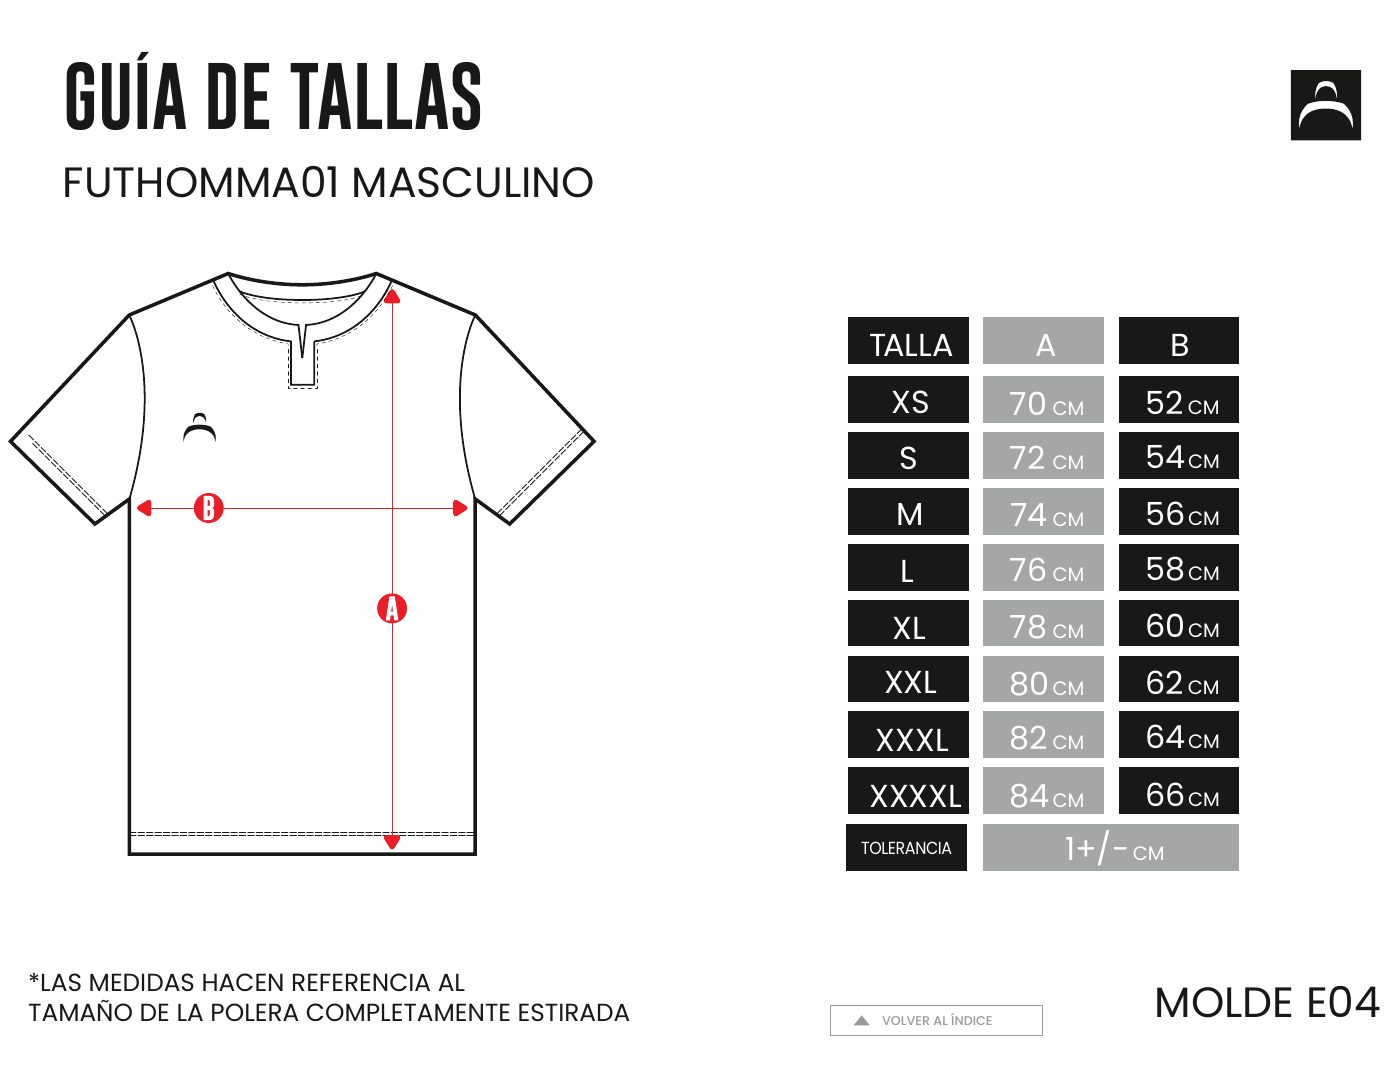 GUÍA DE TALLAS
FUTHOMMA01 MASCULINO
B
A
TALLA A B
XS 70 CM 52 CM
S 72 CM 54 CM
M 74 CM 56 CM
L 76 CM 58 CM
XL 78 CM 60 CM
XXL 80 CM 62 CM
XXXL 82 CM 64 CM
XXXXL 84 CM 66 CM
TOLERANCIA 1+/- CM
*LAS MEDIDAS HACEN REFERENCIA AL
TAMAÑO DE LA POLERA COMPLETAMENTE ESTIRADA
VOLVER AL ÍNDICE
MOLDE E04